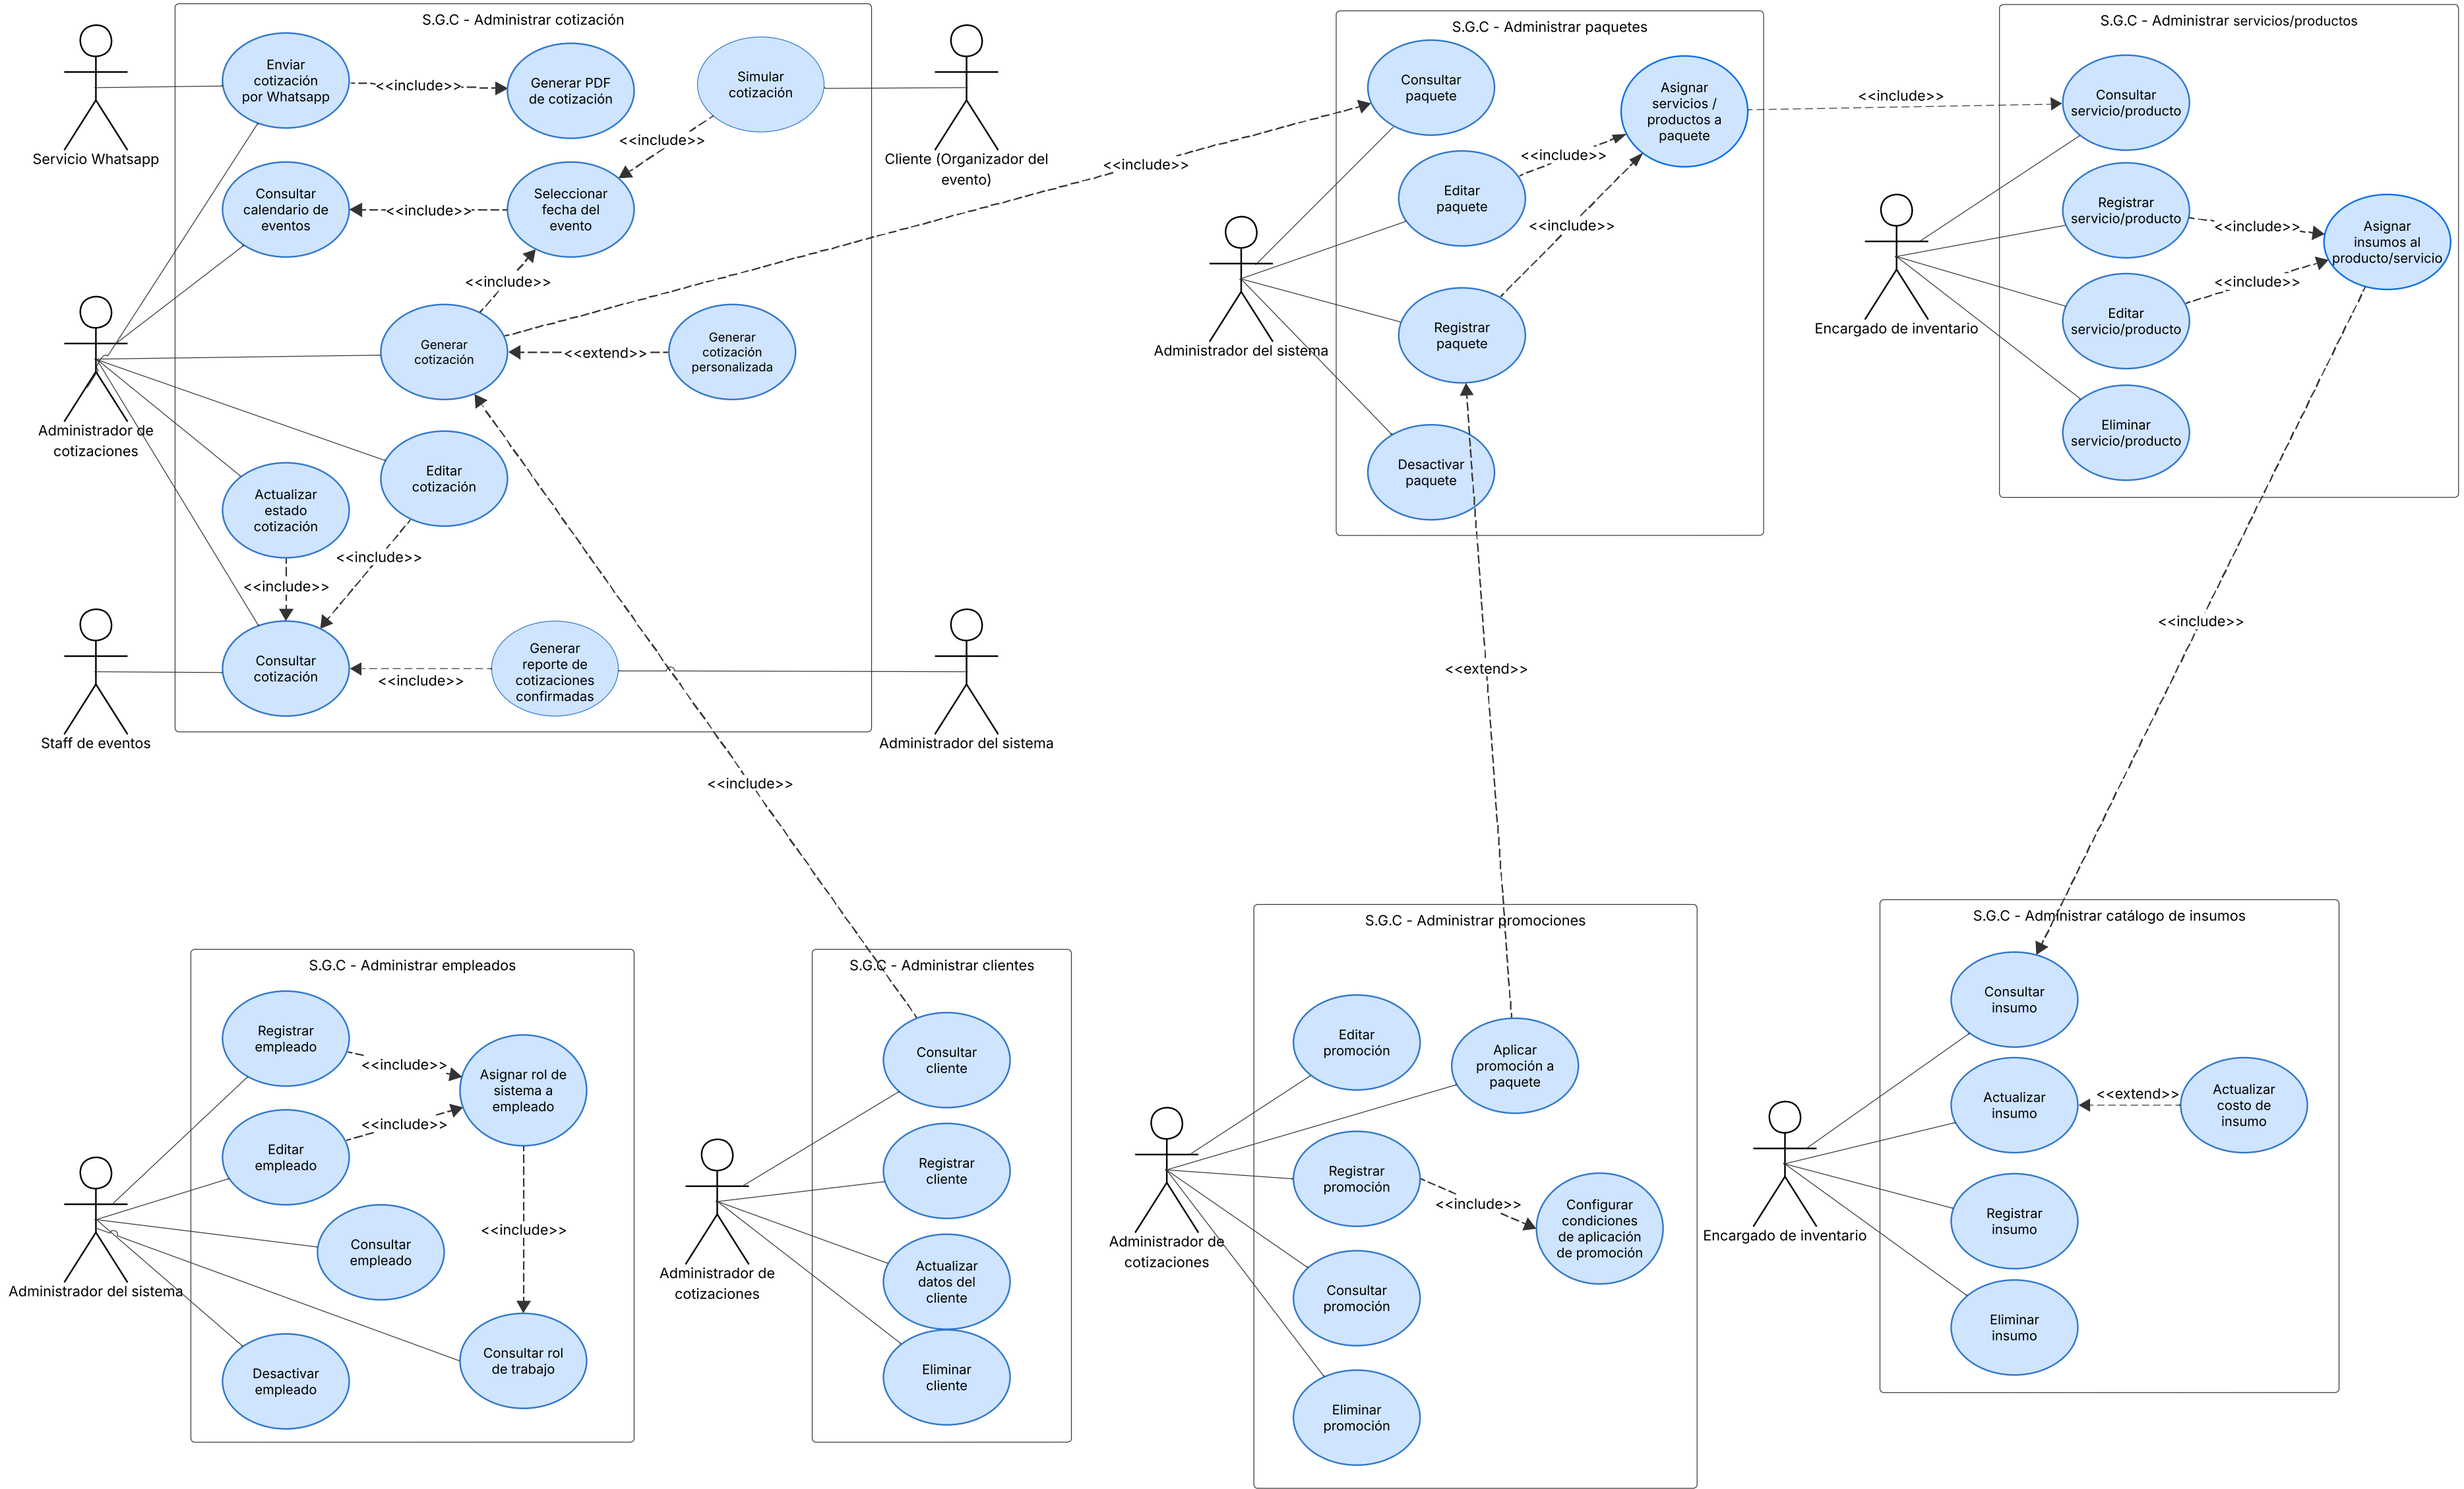 S.G.C - Administrar cotización
Servicio Whatsapp
Enviar
cotización
por Whatsapp
<<include>>
Generar PDF
de cotización
Simular
cotización
Cliente (Organizador del
evento)
<<include>>
Consultar
calendario de
eventos
<<include>>
Seleccionar
fecha del
evento
<<include>>
<<include>>
Administrador de
cotizaciones
Generar
cotización
<<extend>>
Generar
cotización
personalizada
Editar
cotización
Actualizar
estado
cotización
<<include>>
<<include>>
Staff de eventos
Consultar
cotización
<<include>>
Generar
reporte de
cotizaciones
confirmadas
Administrador del sistema
<<include>>
S.G.C - Administrar paquetes
Consultar
paquete
Asignar
servicios /
productos a
paquete
<<include>>
Editar
paquete
<<include>>
<<include>>
Administrador del sistema
Registrar
paquete
Desactivar
paquete
<<extend>>
S.G.C - Administrar servicios/productos
Consultar
servicio/producto
Registrar
servicio/producto
<<include>>
Asignar
insumos al
producto/servicio
<<include>>
Encargado de inventario
Editar
servicio/producto
Eliminar
servicio/producto
<<include>>
S.G.C - Administrar empleados
Registrar
empleado
<<include>>
Asignar rol de
sistema a
empleado
<<include>>
Editar
empleado
<<include>>
Consultar
empleado
Administrador del sistema
Consultar rol
de trabajo
Desactivar
empleado
S.G.C - Administrar clientes
Consultar
cliente
Registrar
cliente
Administrador de
cotizaciones
Actualizar
datos del
cliente
Eliminar
cliente
S.G.C - Administrar promociones
Editar
promoción
Aplicar
promoción a
paquete
Registrar
promoción
<<include>>
Configurar
condiciones
de aplicación
de promoción
Administrador de
cotizaciones
Consultar
promoción
Eliminar
promoción
S.G.C - Administrar catálogo de insumos
Consultar
insumo
Actualizar
insumo
<<extend>>
Actualizar
costo de
insumo
Encargado de inventario
Registrar
insumo
Eliminar
insumo